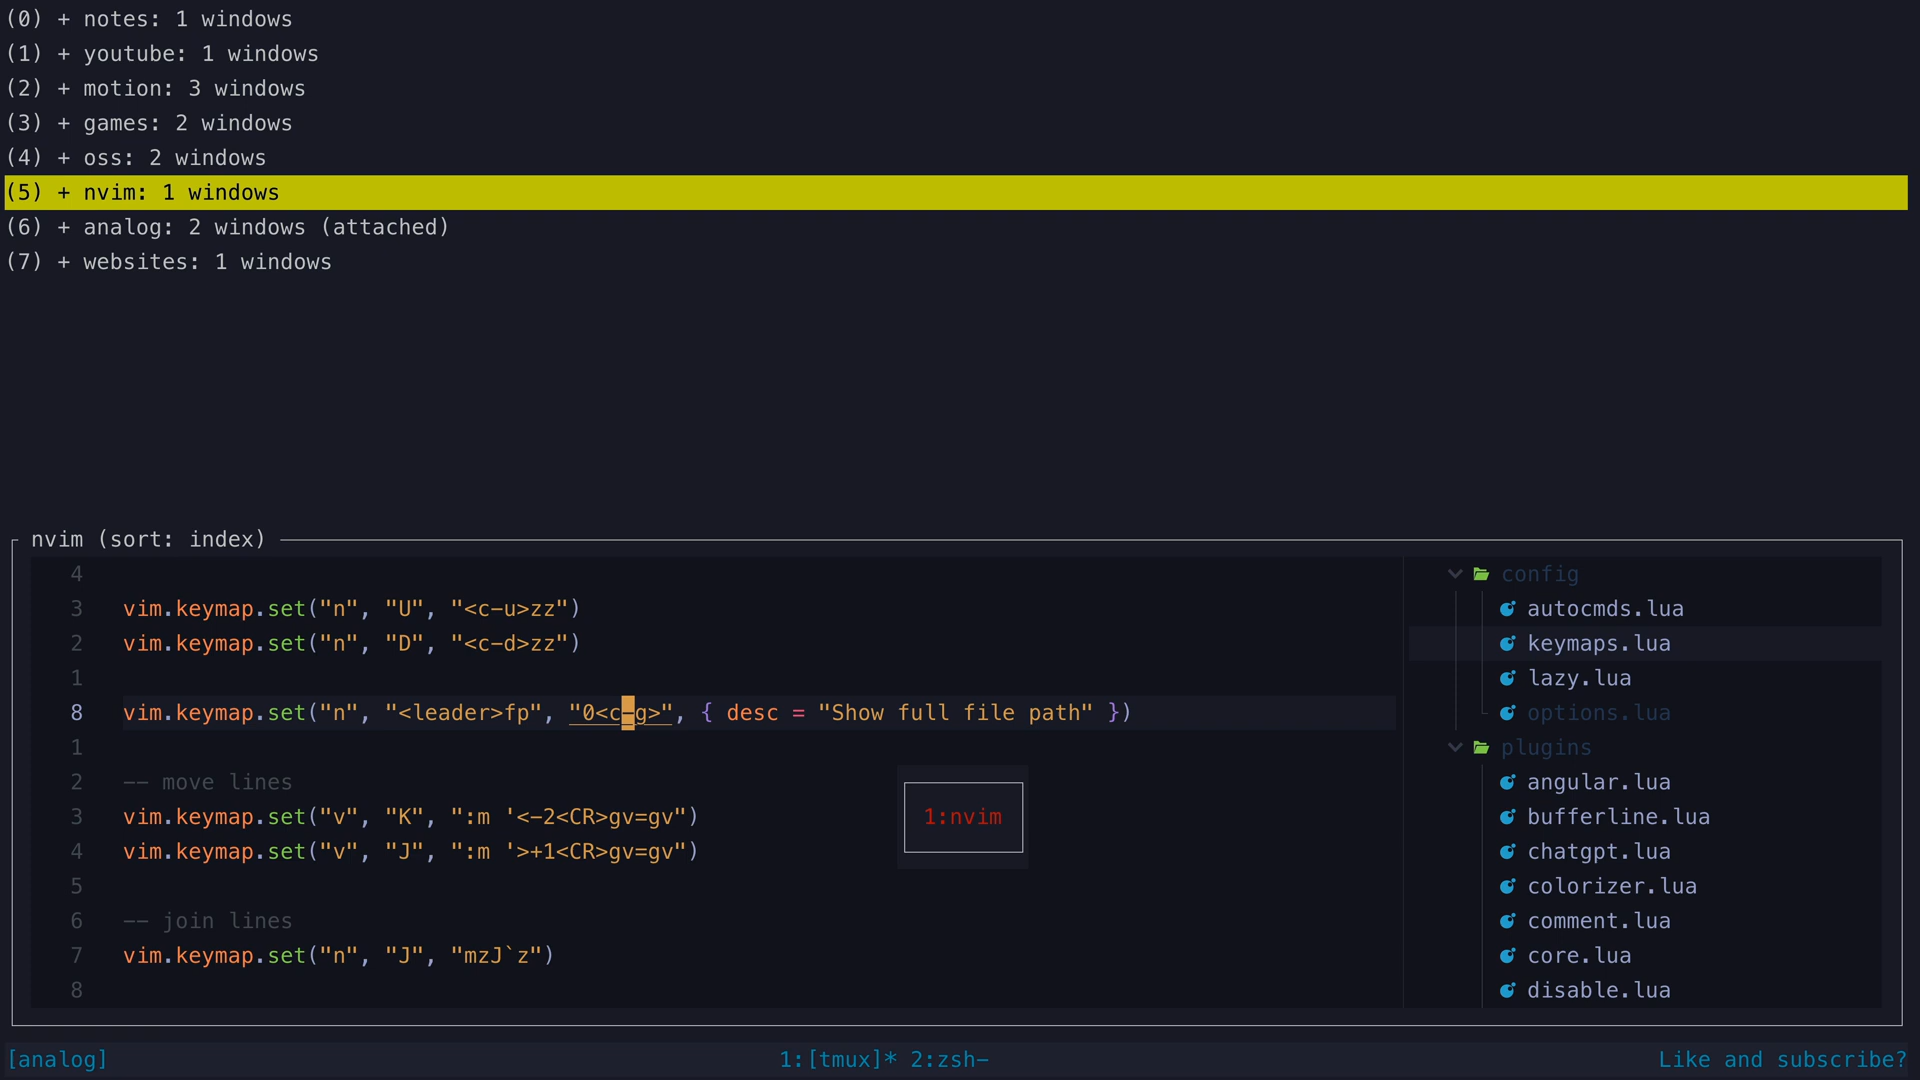 (0) + notes: 1 windows
(1) + youtube: 1 windows
(2) + motion: 3 windows
(3) + games: 2 windows
(4) + oss: 2 windows
(5) + nvim: 1 windows
(6) + analog: 2 windows (attached)
(7) + websites: 1 windows
nvim (sort: index)
4
3 vim.keymap.set("n", "U", "<c-u>zz")
2 vim.keymap.set("n", "D", "<c-d>zz")
1
8 vim.keymap.set("n", "<leader>fp", "0<c-g>", { desc = "Show full file path" })
1
2 -- move lines
3 vim.keymap.set("v", "K", ":m '<-2<CR>gv=gv")
4 vim.keymap.set("v", "J", ":m '>+1<CR>gv=gv")
5
6 -- join lines
7 vim.keymap.set("n", "J", "mzJ`z")
8
1:nvim
config
autocmds.lua
keymaps.lua
lazy.lua
options.lua
plugins
angular.lua
bufferline.lua
chatgpt.lua
colorizer.lua
comment.lua
core.lua
disable.lua
[analog] 1:[tmux]* 2:zsh- Like and subscribe?